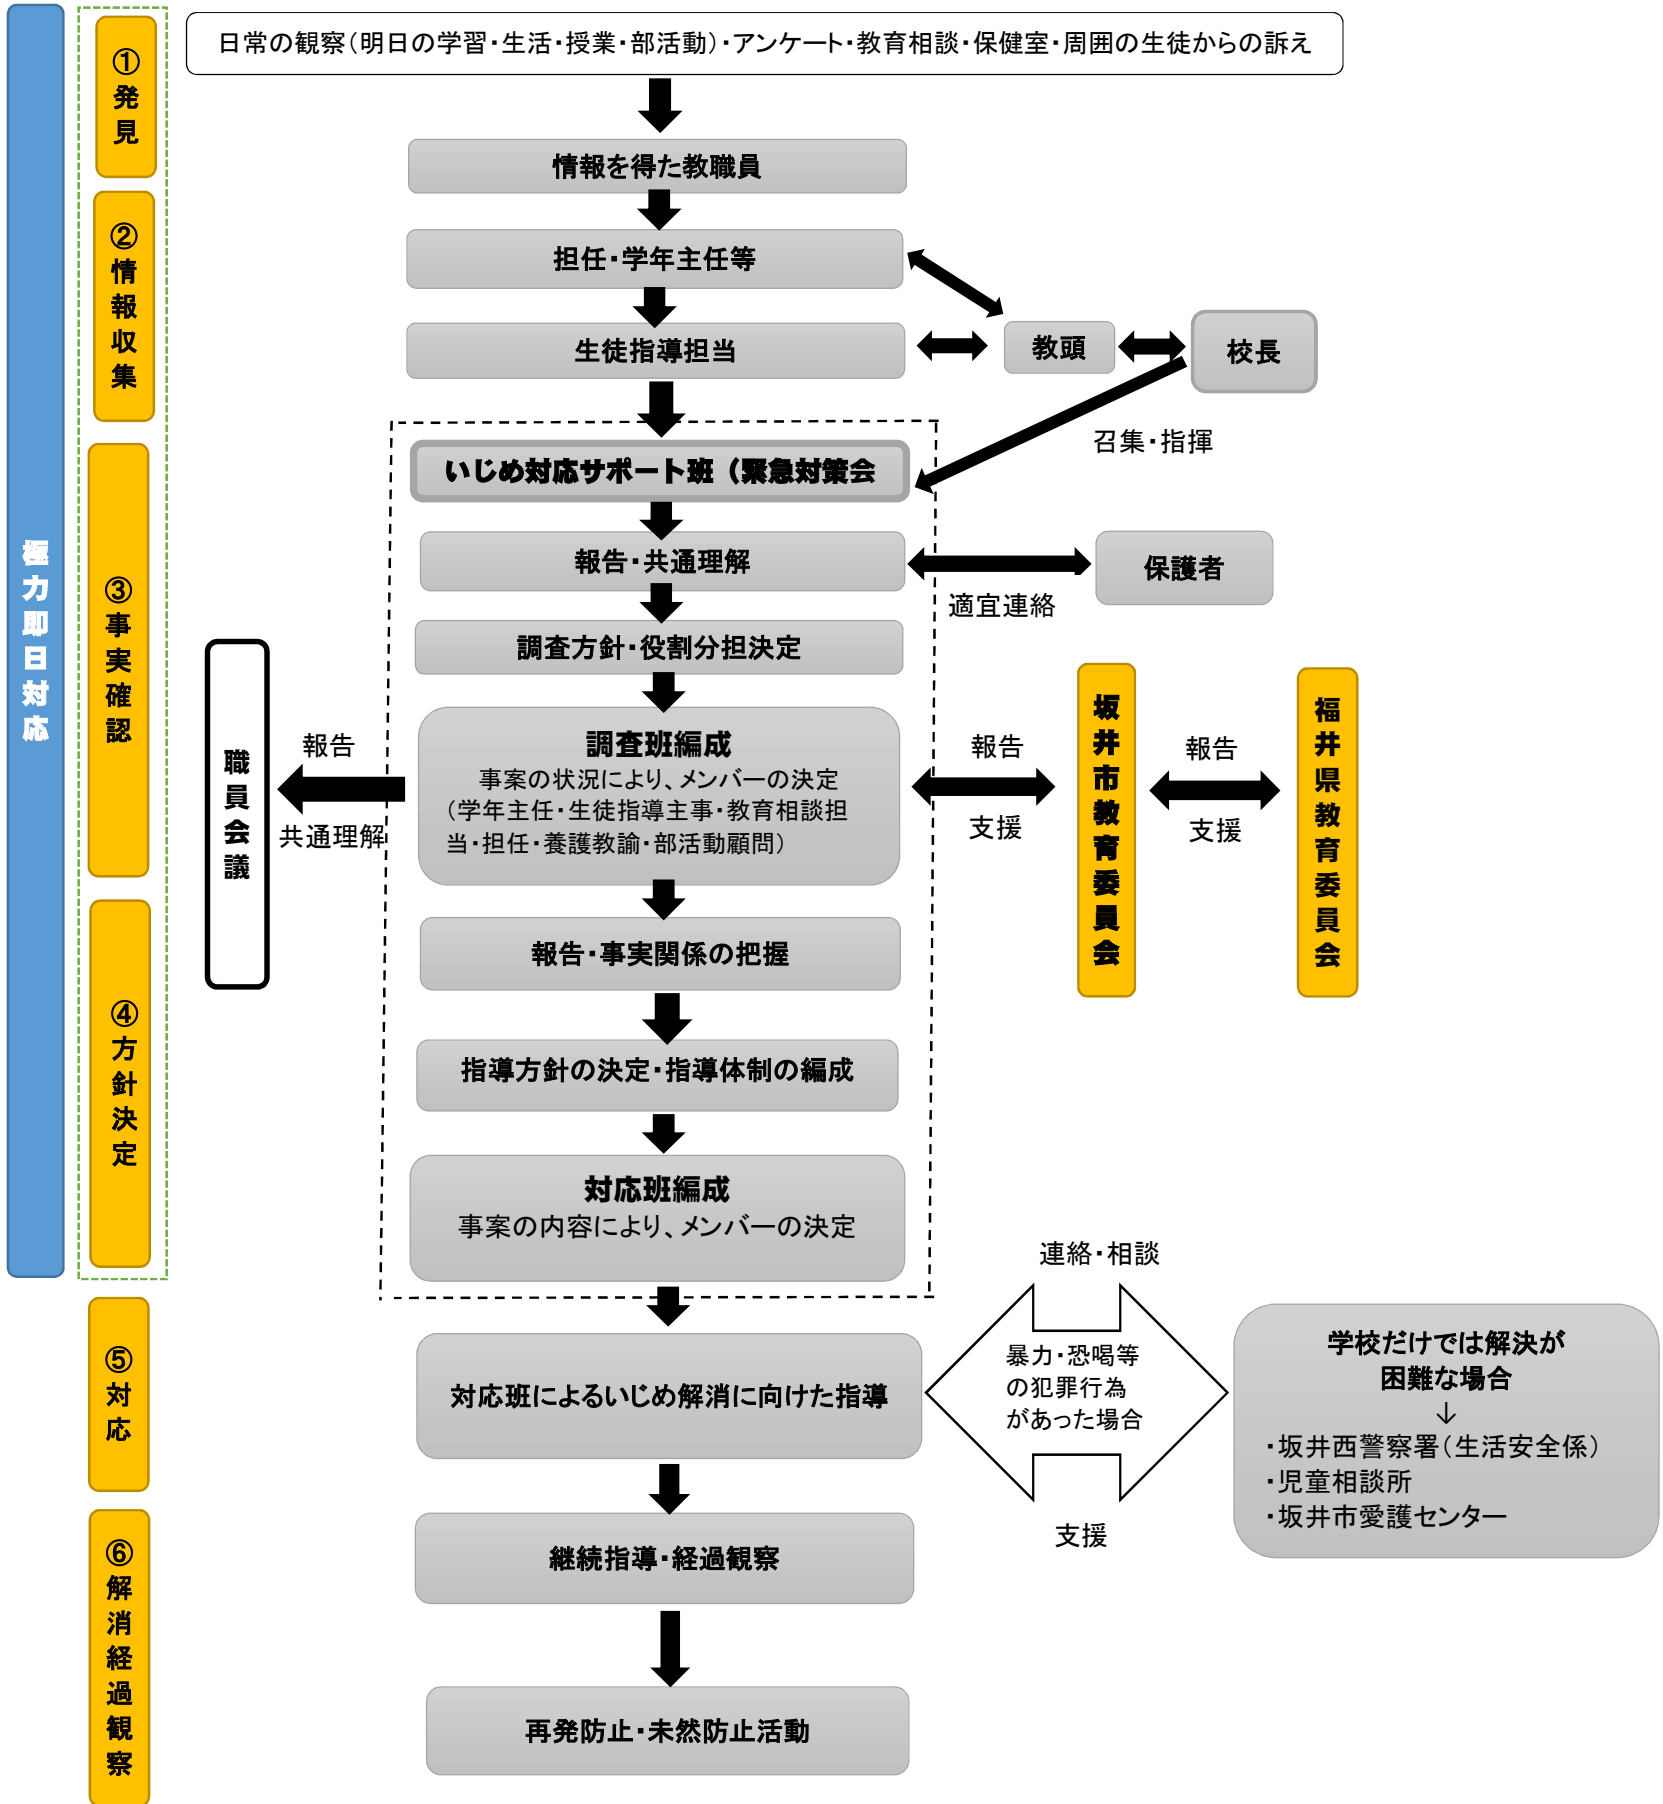 極力即日対応
①発見
②情報収集
③事実確認
④方針決定
⑤対応
⑥解消経過観察
日常の観察（明日の学習・生活・授業・部活動）・アンケート・教育相談・保健室・周囲の生徒からの訴え
情報を得た教職員
担任・学年主任等
生徒指導担当
教頭
校長
召集・指揮
いじめ対応サポート班（緊急対策会
報告・共通理解
保護者
適宜連絡
調査方針・役割分担決定
調査班編成
事案の状況により、メンバーの決定
（学年主任・生徒指導主事・教育相談担
当・担任・養護教諭・部活動顧問）
報告
共通理解
職員会議
報告
支援
坂井市教育委員会
報告
支援
福井県教育委員会
報告・事実関係の把握
指導方針の決定・指導体制の編成
対応班編成
事案の内容により、メンバーの決定
対応班によるいじめ解消に向けた指導
連絡・相談
暴力・恐喝等
の犯罪行為
があった場合
支援
学校だけでは解決が
困難な場合
↓
・坂井西警察署（生活安全係）
・児童相談所
・坂井市愛護センター
継続指導・経過観察
再発防止・未然防止活動